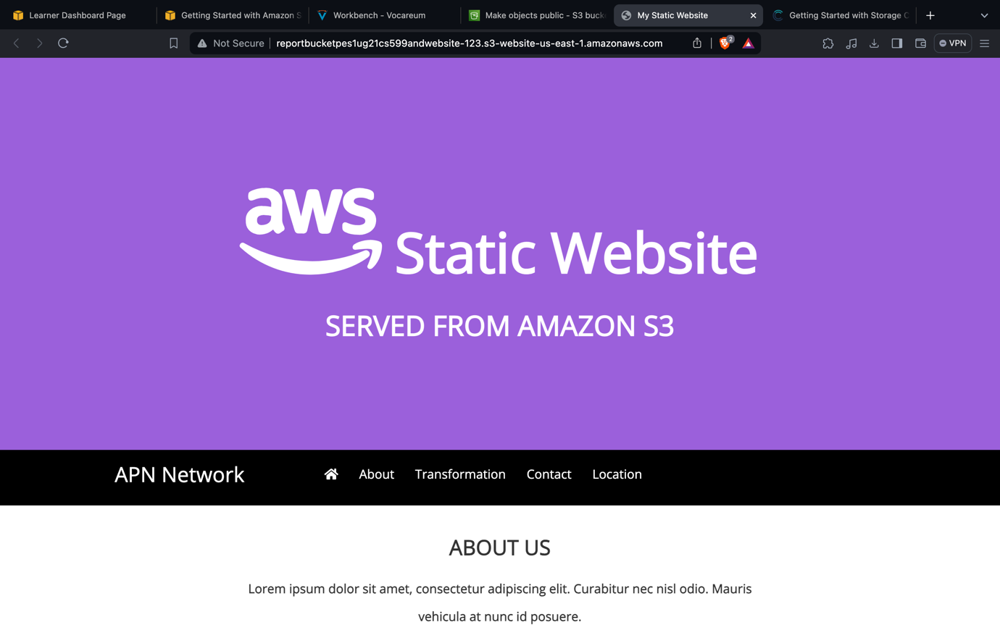 Learner Dashboard Page
Getting Started with Amazon S
Workbench - Vocareum
Make objects public - S3 buck
My Static Website
Getting Started with Storage C
Not Secure
reportbucketpes1ug21cs599andwebsite-123.s3-website-us-east-1.amazonaws.com
2
VPN
aws Static Website
SERVED FROM AMAZON S3
APN Network
About
Transformation
Contact
Location
ABOUT US
Lorem ipsum dolor sit amet, consectetur adipiscing elit. Curabitur nec nisl odio. Mauris
vehicula at nunc id posuere.